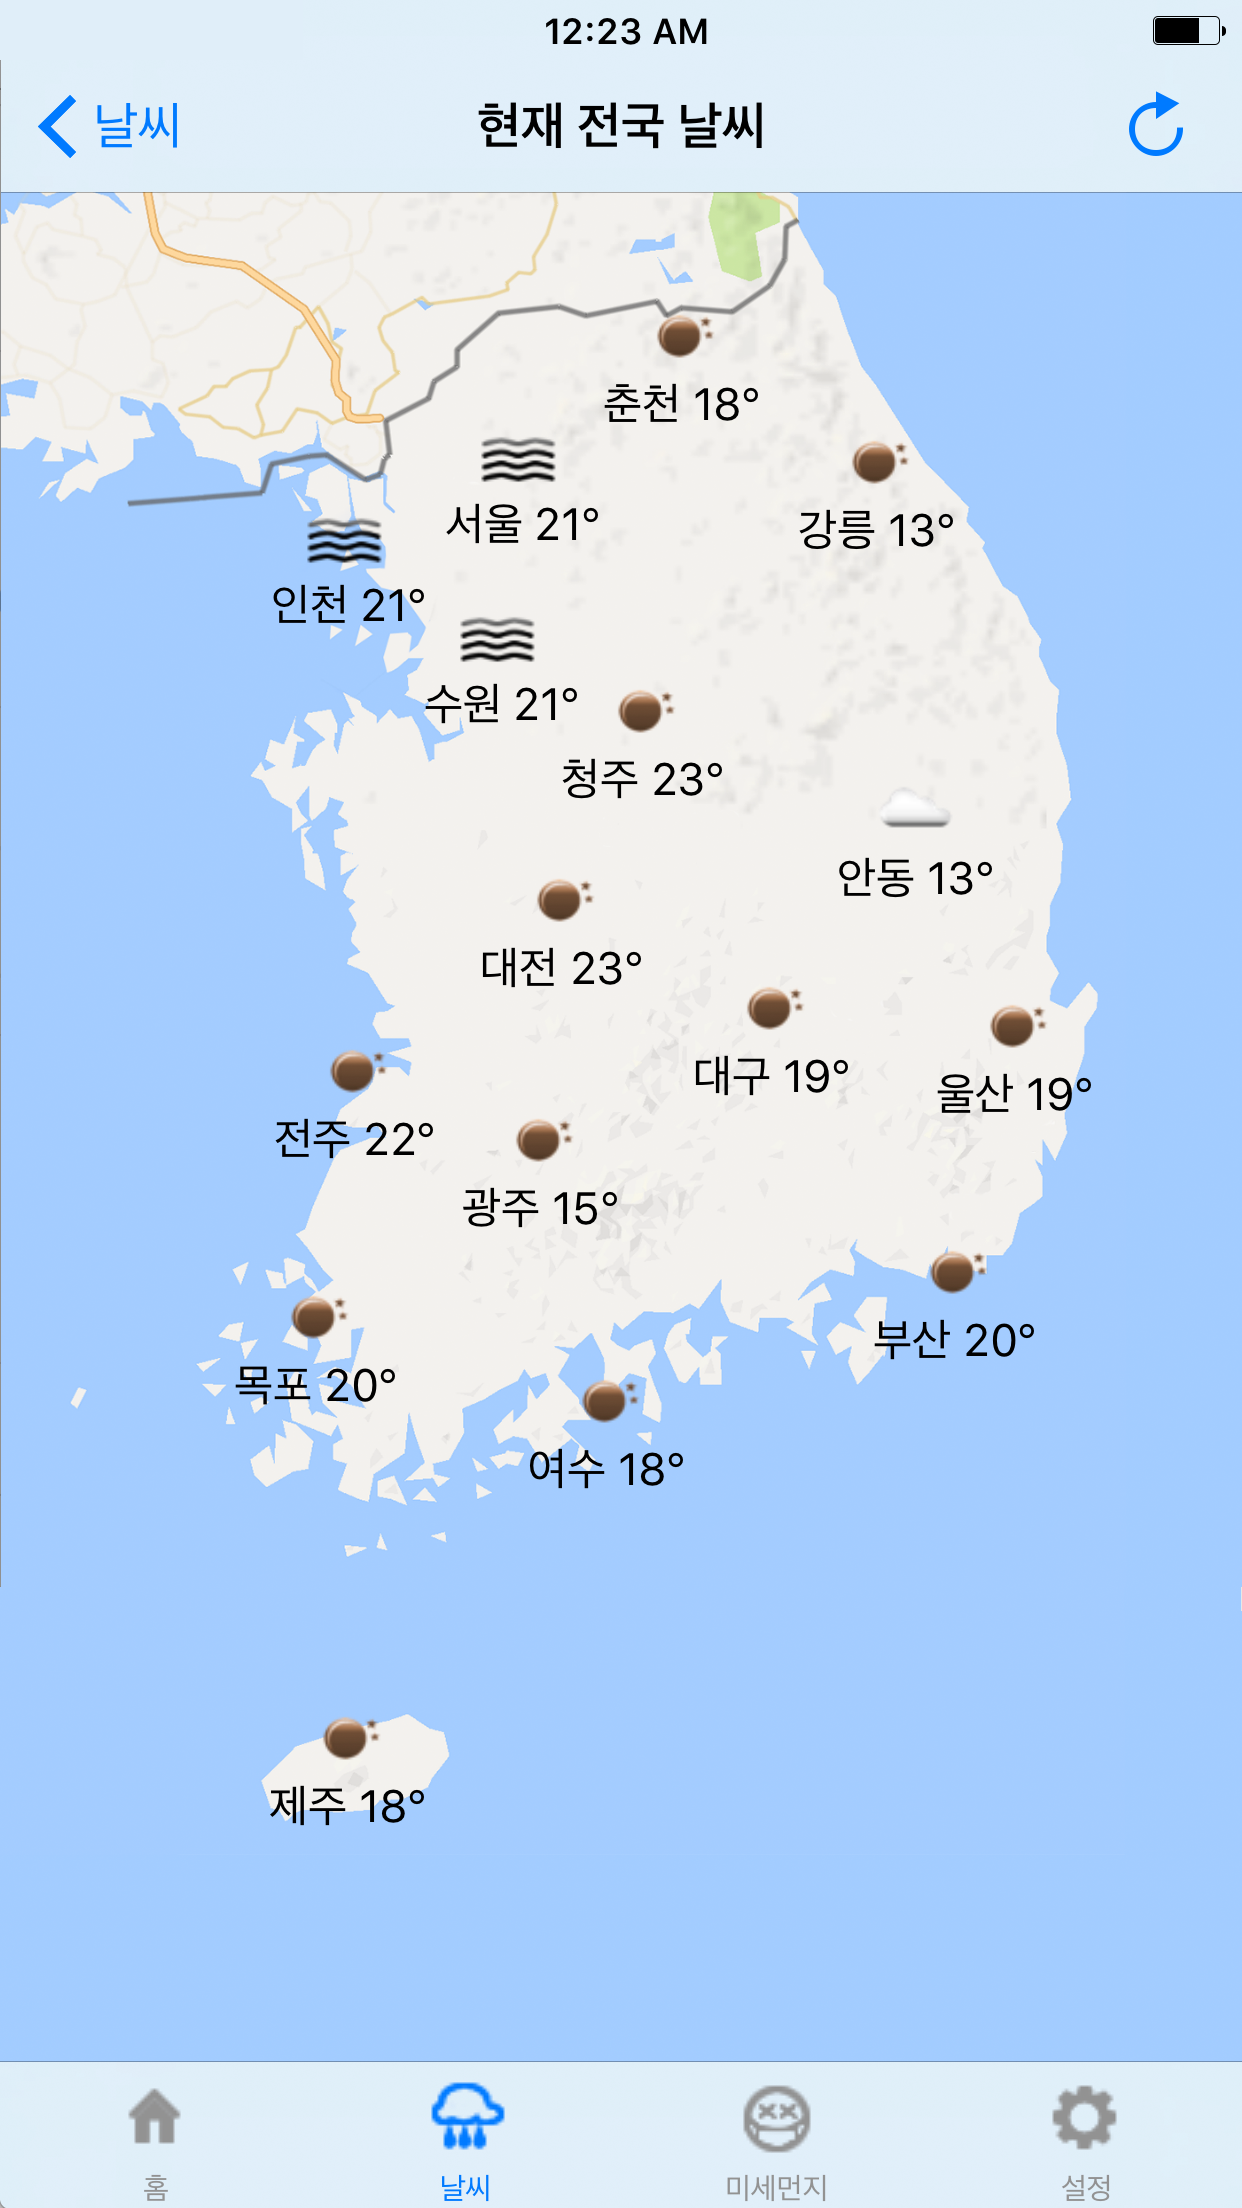 12:23 AM
날씨
현재 전국 날씨
춘천 18°
서울 21°
강릉 13°
인천 21°
수원 21°
청주 23°
안동 13°
대전 23°
대구 19°
울산 19°
전주 22°
광주 15°
부산 20°
목포 20°
여수 18°
제주 18°
홈
날씨
미세먼지
설정